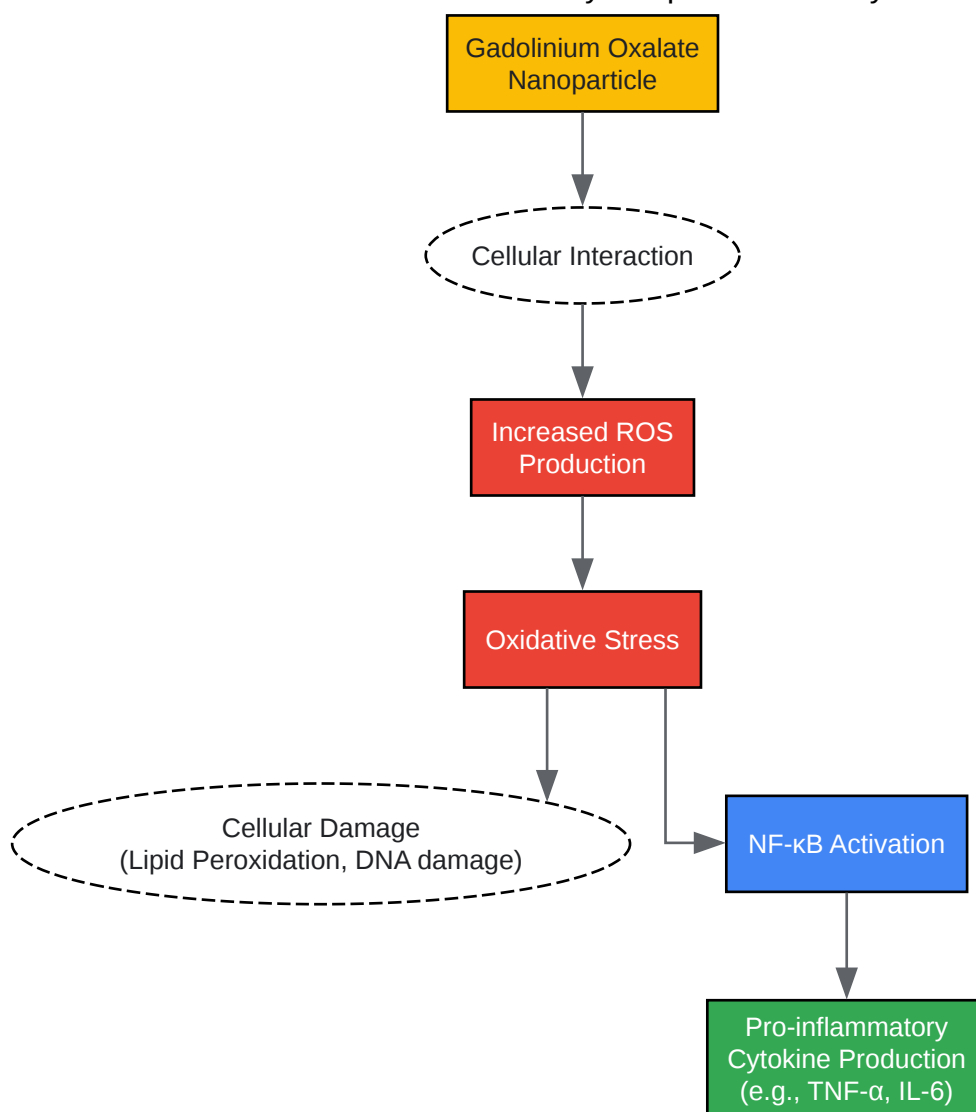 Gadolinium Oxalate
Nanoparticle
Cellular Interaction
Increased ROS
Production
Oxidative Stress
Cellular Damage
(Lipid Peroxidation, DNA damage)
NF-κB Activation
Pro-inflammatory
Cytokine Production
(e.g., TNF-α, IL-6)